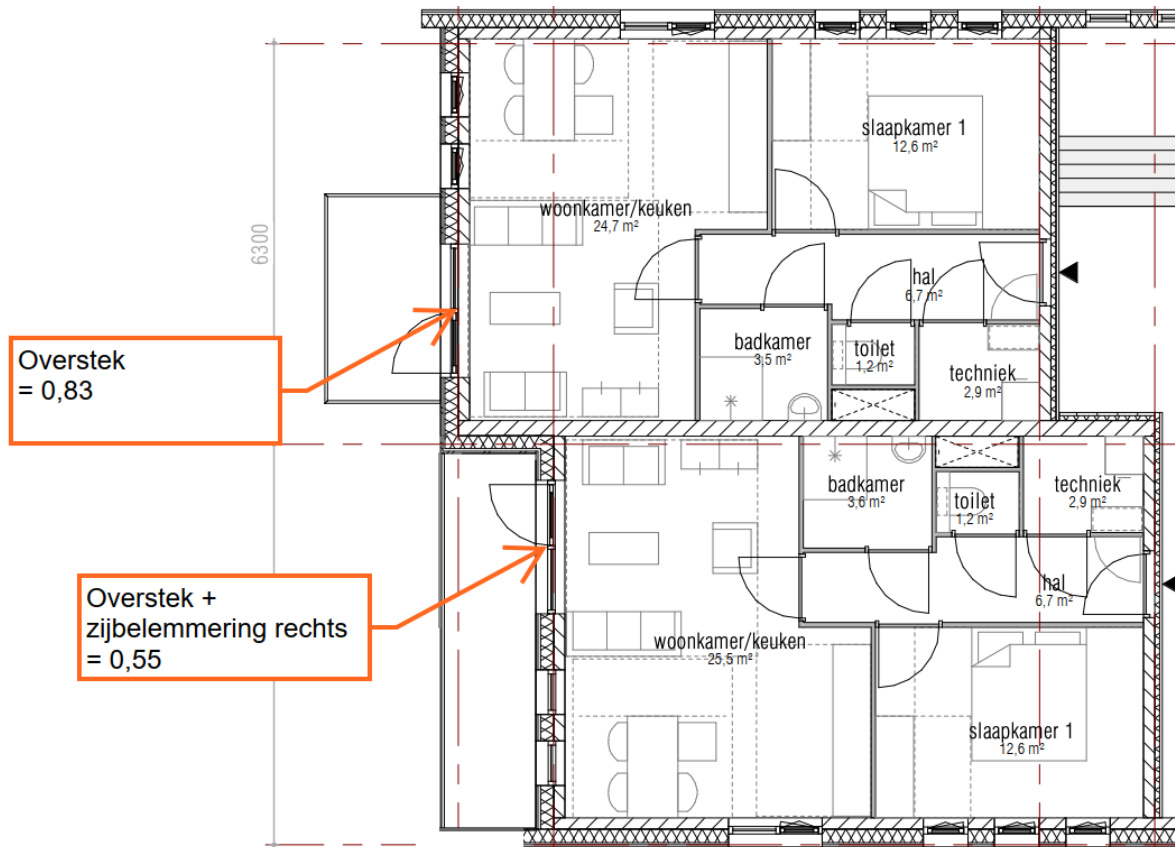 slaapkamer 1
12,6 m²
woonkamer/keuken
24,7 m²
6300
hal
6,7 m²
Overstek
= 0,83
badkamer
3,5 m²
toilet
1,2 m²
techniek
2,9 m²
badkamer
3,6 m²
toilet
1,2 m²
techniek
2,9 m²
Overstek +
zijbelemmering rechts
= 0,55
hal
6,7 m²
woonkamer/keuken
25,5 m²
slaapkamer 1
12,6 m²